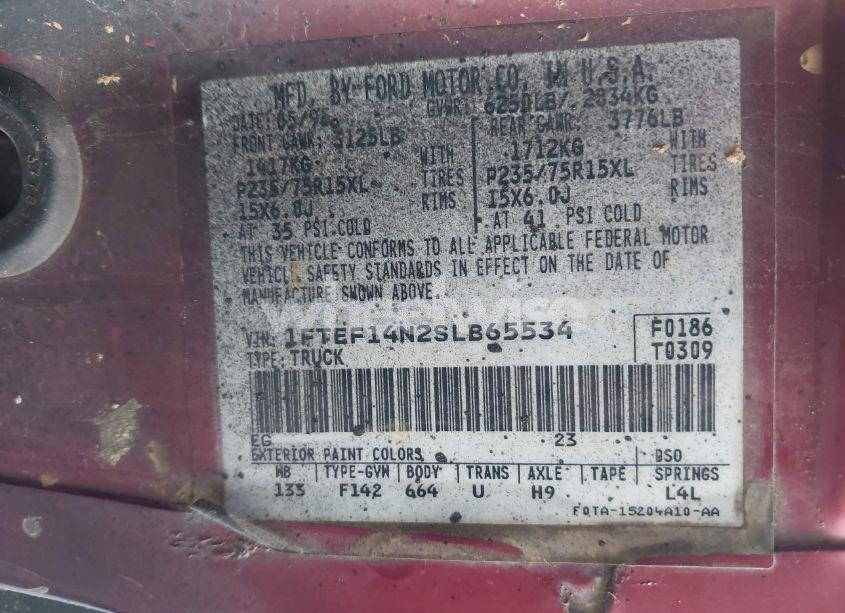 MFD. BY FORD MOTOR CO. IN U.S.A.
DATE: 05/95 GVWR: 6250LB/ 2834KG
FRONT GAWR: 3125LB REAR GAWR: 3776LB
1417KG WITH 1712KG WITH
P235/75R15XL TIRES P235/75R15XL TIRES
15X6.0J RIMS 15X6.0J RIMS
AT 35 PSI COLD AT 41 PSI COLD
THIS VEHICLE CONFORMS TO ALL APPLICABLE FEDERAL MOTOR
VEHICLE SAFETY STANDARDS IN EFFECT ON THE DATE OF
MANUFACTURE SHOWN ABOVE.
VIN: 1FTEF14N2SLB65534 F0186
TYPE: TRUCK T0309
EG 23
EXTERIOR PAINT COLORS DSO
WB TYPE-GVW BODY TRANS AXLE TAPE SPRINGS
133 F142 664 U H9 L4L
FOTA-15204A10-AA